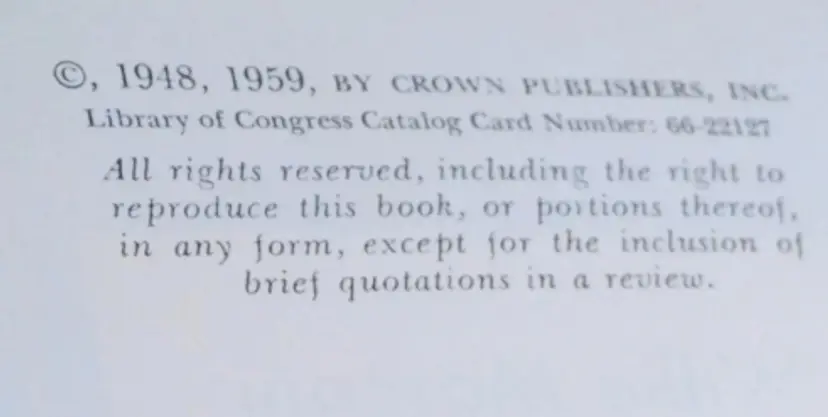 ©, 1948, 1959, BY CROWN PUBLISHERS, INC.
Library of Congress Catalog Card Number: 66-22127
All rights reserved, including the right to
reproduce this book, or portions thereof,
in any form, except for the inclusion of
brief quotations in a review.